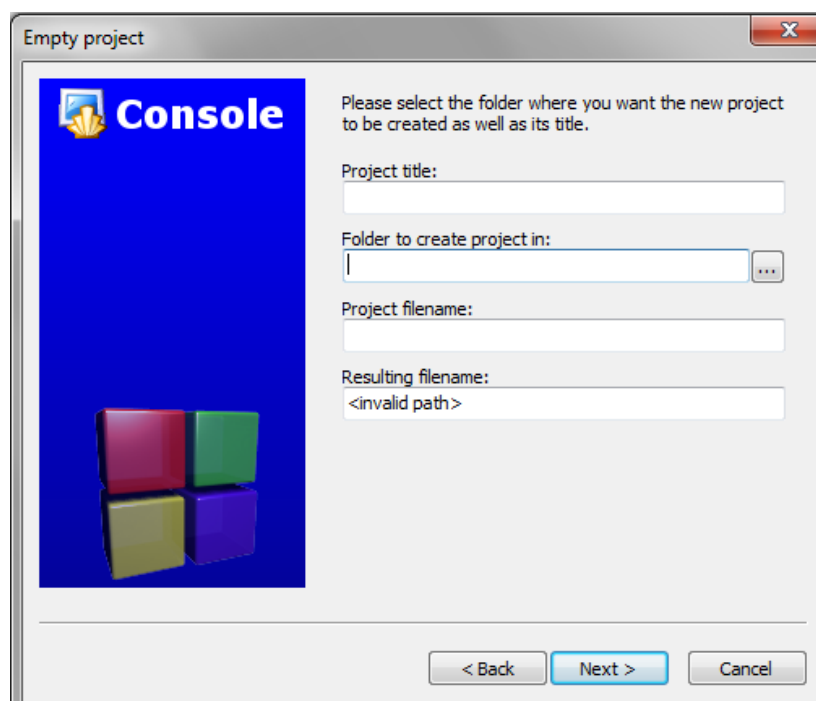 Empty project
Console
Please select the folder where you want the new project
to be created as well as its title.
Project title:
Folder to create project in:
...
Project filename:
Resulting filename:
<invalid path>
< Back
Next >
Cancel